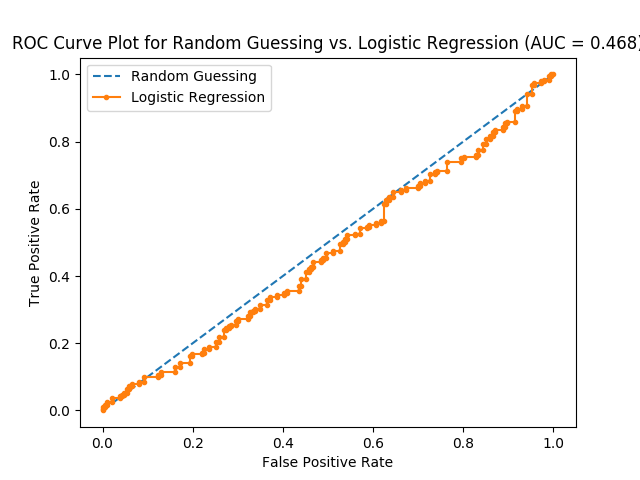 ROC Curve Plot for Random Guessing vs. Logistic Regression (AUC = 0.468)
Random Guessing
Logistic Regression
1.0
0.8
0.6
0.4
0.2
0.0
True Positive Rate
0.0 0.2 0.4 0.6 0.8 1.0
False Positive Rate